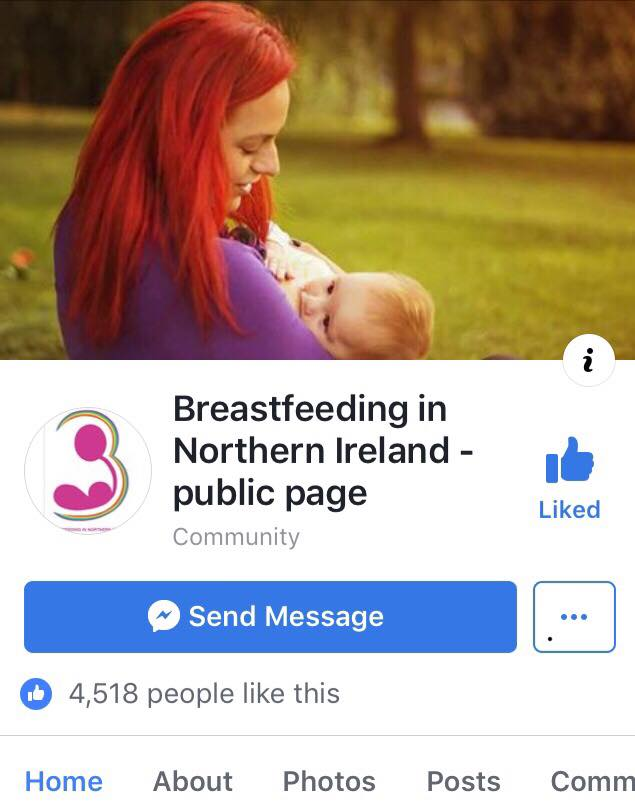 i
Breastfeeding in
Northern Ireland -
public page
Liked
Community
Send Message
4,518 people like this
Home About Photos Posts Comm